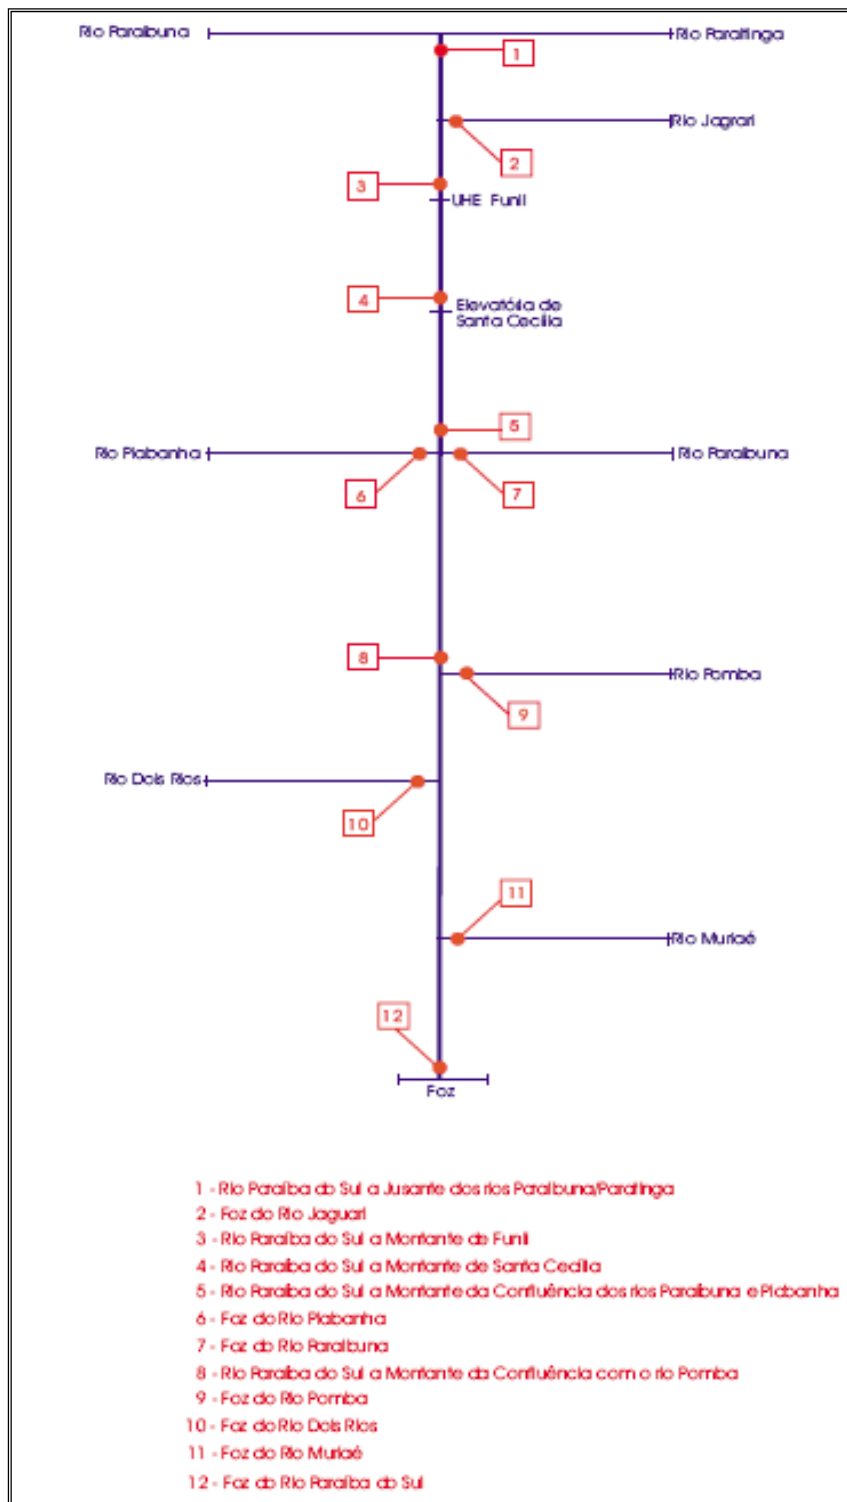 Rio Paraibuna
Rio Paraitinga
1
Rio Jagrari
2
3
UHE Funil
4
Elevatória de
Santa Cecília
5
Rio Piabanha
Rio Paraibuna
6
7
8
Rio Pomba
9
Rio Dois Rios
10
11
Rio Muriaé
12
Foz
1 - Rio Paraíba do Sul a Jusante dos rios Paraibuna/Paratinga
2 - Foz do Rio Jaguari
3 - Rio Paraíba do Sul a Montante de Funil
4 - Rio Paraíba do Sul a Montante de Santa Cecília
5 - Rio Paraíba do Sul a Montante da Confluência dos rios Paraibuna e Piabanha
6 - Foz do Rio Piabanha
7 - Foz do Rio Paraibuna
8 - Rio Paraíba do Sul a Montante da Confluência com o rio Pomba
9 - Foz do Rio Pomba
10 - Foz do Rio Dois Rios
11 - Foz do Rio Muriaé
12 - Foz do Rio Paraíba do Sul